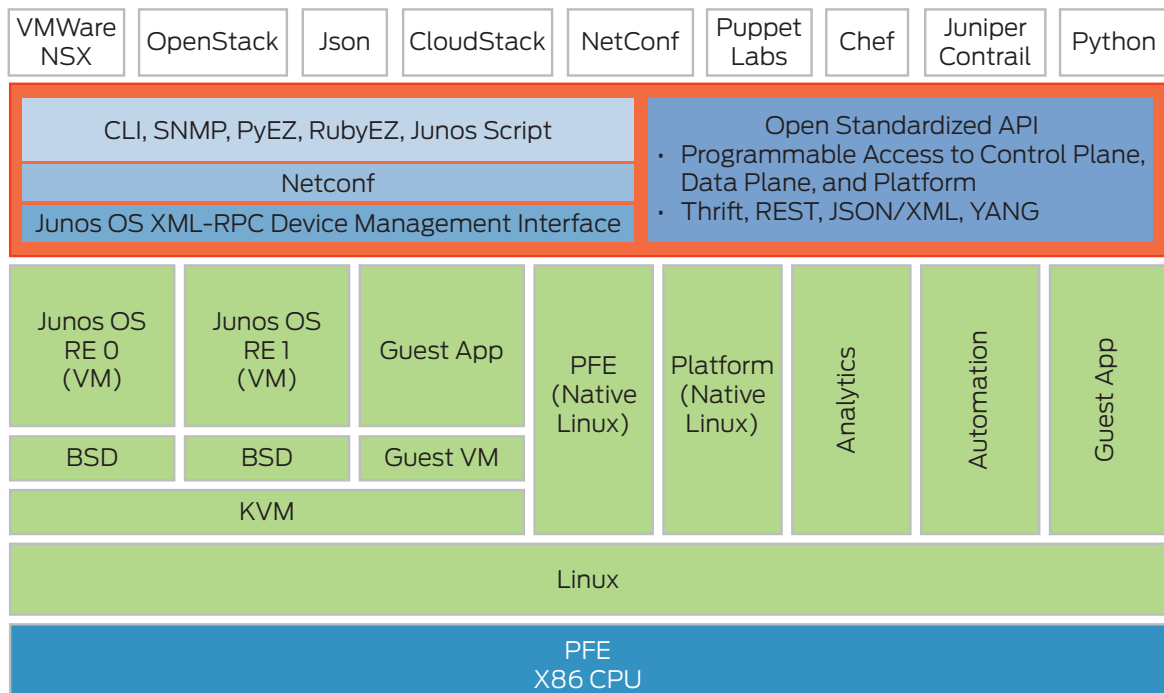 VMWare
NSX
OpenStack
Json
CloudStack
NetConf
Puppet
Labs
Chef
Juniper
Contrail
Python
CLI, SNMP, PyEZ, RubyEZ, Junos Script
Netconf
Junos OS XML-RPC Device Management Interface
Open Standardized API
• Programmable Access to Control Plane,
Data Plane, and Platform
• Thrift, REST, JSON/XML, YANG
Junos OS
RE 0
(VM)
Junos OS
RE 1
(VM)
Guest App
PFE
(Native
Linux)
Platform
(Native
Linux)
Analytics
Automation
Guest App
BSD
BSD
Guest VM
KVM
Linux
PFE
X86 CPU